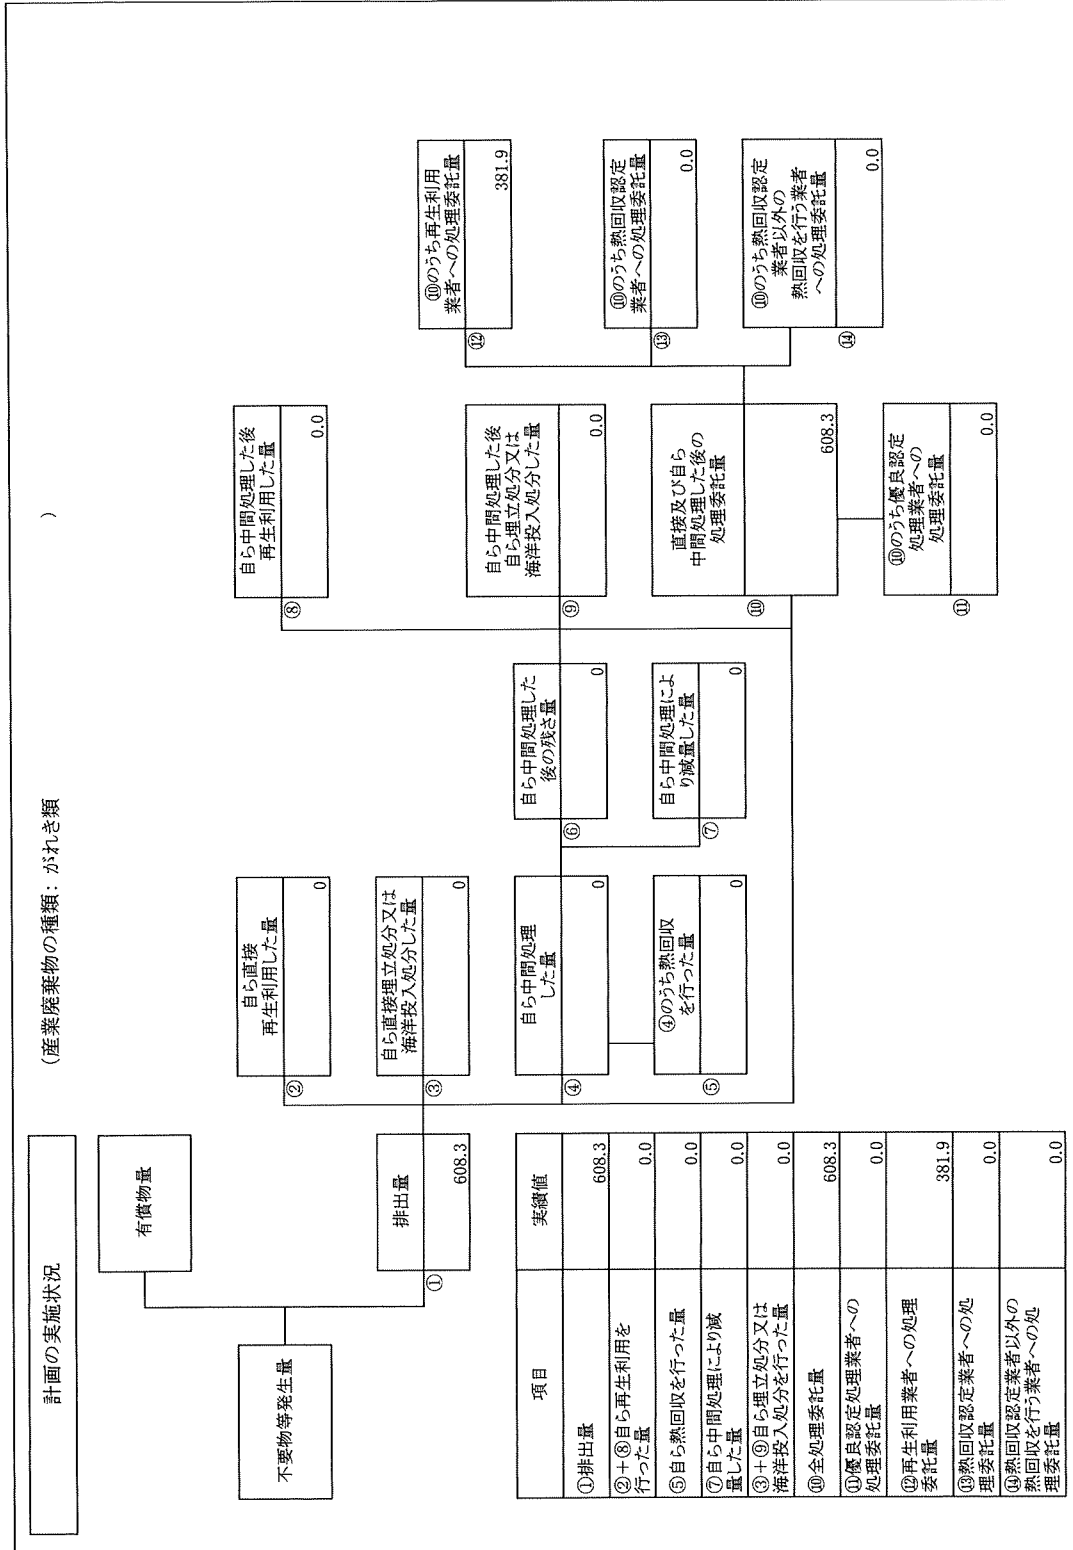 計画の実施状況
（産業廃棄物の種類：がれき類
）
不要物等発生量
有償物量
排出量
①
608.3
自ら直接
再生利用した量
②
0
自ら直接埋立処分又は
海洋投入処分した量
③
0
自ら中間処理
した量
④
0
④のうち熱回収
を行った量
⑤
0
自ら中間処理した
後の残さ量
⑥
0
自ら中間処理によ
り減量した量
⑦
0
自ら中間処理した後
再生利用した量
⑧
0.0
自ら中間処理した後
自ら埋立処分又は
海洋投入処分した量
⑨
0.0
直接及び自ら
中間処理した後の
処理委託量
⑩
608.3
⑩のうち優良認定
処理業者への
処理委託量
⑪
0.0
⑩のうち再生利用
業者への処理委託量
⑫
381.9
⑩のうち熱回収認定
業者への処理委託量
⑬
0.0
⑩のうち熱回収認定
業者以外の
熱回収を行う業者
への処理委託量
⑭
0.0
項目
実績値
①排出量
608.3
②＋⑧自ら再生利用を
行った量
0.0
⑤自ら熱回収を行った量
0.0
⑦自ら中間処理により減
量した量
0.0
③＋⑨自ら埋立処分又は
海洋投入処分を行った量
0.0
⑩全処理委託量
608.3
⑪優良認定処理業者への
処理委託量
0.0
⑫再生利用業者への処理
委託量
381.9
⑬熱回収認定業者への処
理委託量
0.0
⑭熱回収認定業者以外の
熱回収を行う業者への処
理委託量
0.0